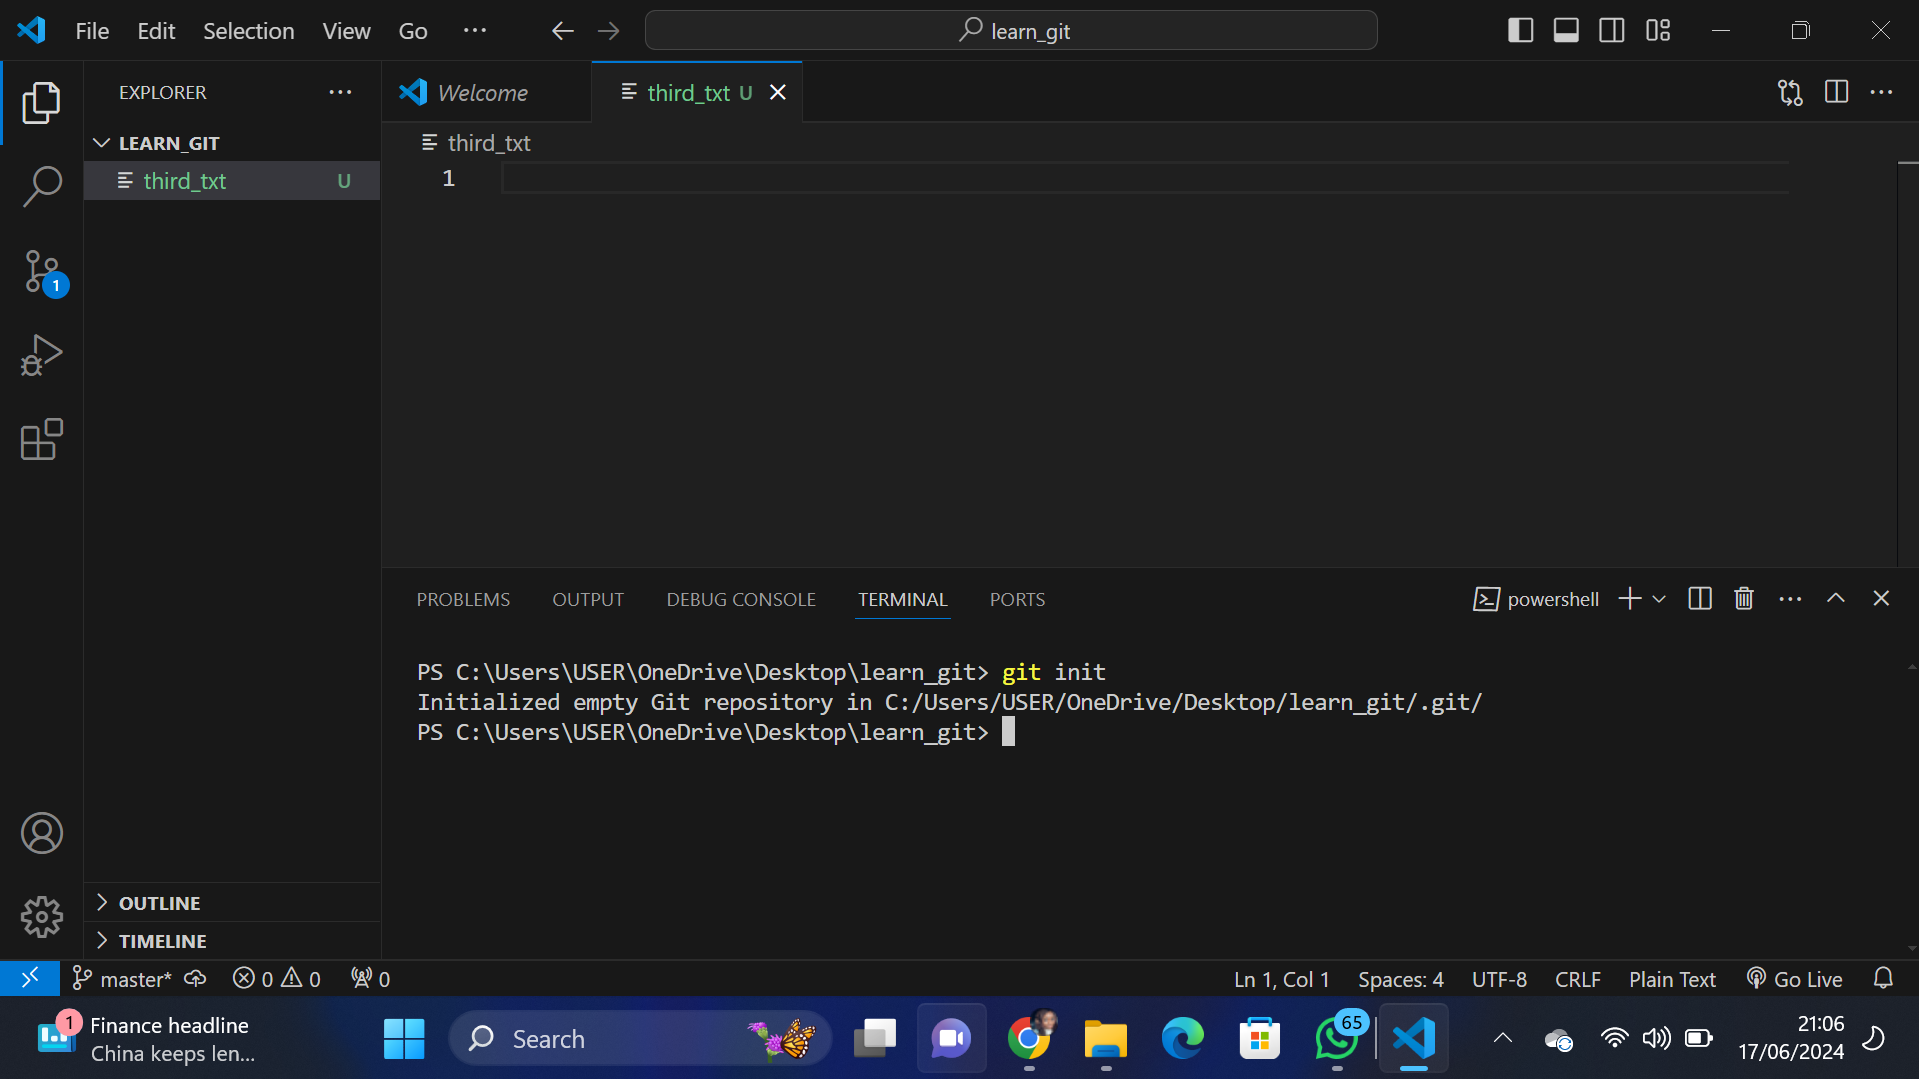 File Edit Selection View Go ··· learn_git
EXPLORER ···
LEARN_GIT
third_txt U
Welcome third_txt U
third_txt
1
PROBLEMS OUTPUT DEBUG CONSOLE TERMINAL PORTS powershell
PS C:\Users\USER\OneDrive\Desktop\learn_git> git init
Initialized empty Git repository in C:/Users/USER/OneDrive/Desktop/learn_git/.git/
PS C:\Users\USER\OneDrive\Desktop\learn_git>
1
OUTLINE
TIMELINE
master* 0 0 0 Ln 1, Col 1 Spaces: 4 UTF-8 CRLF Plain Text Go Live
1 Finance headline
China keeps len...
Search
65
21:06
17/06/2024